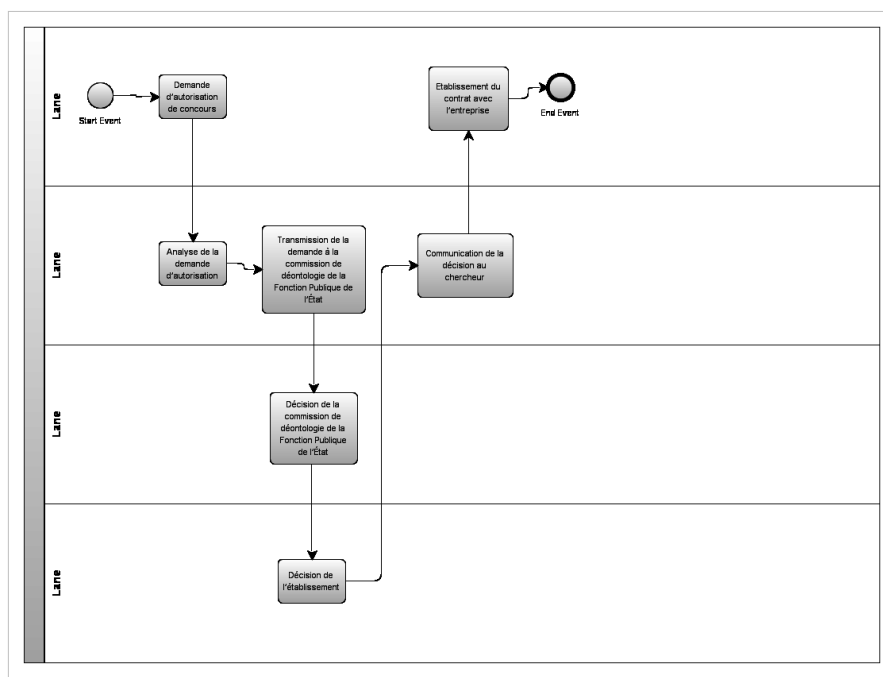 Lane
Start Event
Demande
d'autorisation
de concours
Etablissement du
contrat avec
l'entreprise
End Event
Lane
Analyse de la
demande
d'autorisation
Transmission de la
demande à la
commission de
déontologie de la
Fonction Publique de
l'État
Communication de la
décision au
chercheur
Lane
Décision de la
commission de
déontologie de la
Fonction Publique
de l'État
Lane
Décision de
l'établissement